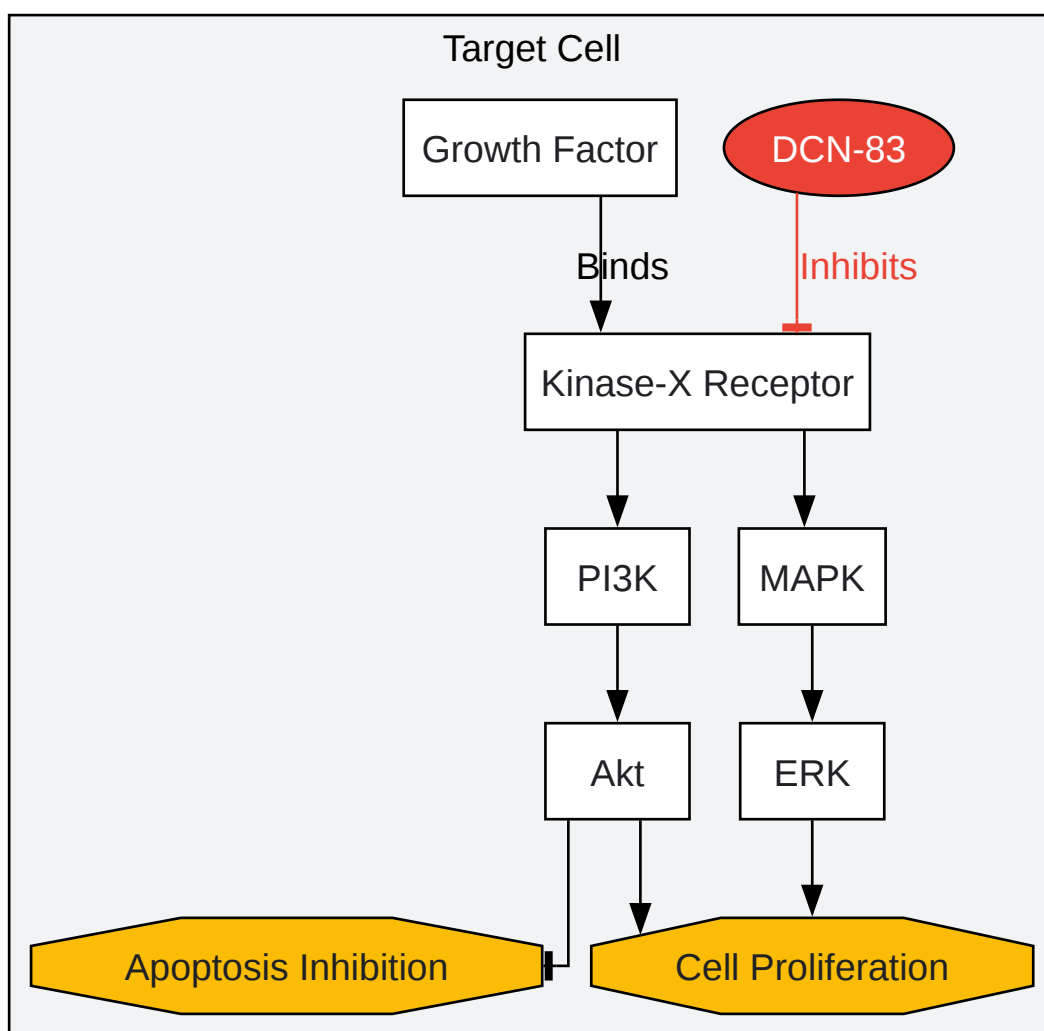 Target Cell
Growth Factor
DCN-83
Binds
Inhibits
Kinase-X Receptor
PI3K
MAPK
Akt
ERK
Apoptosis Inhibition
Cell Proliferation